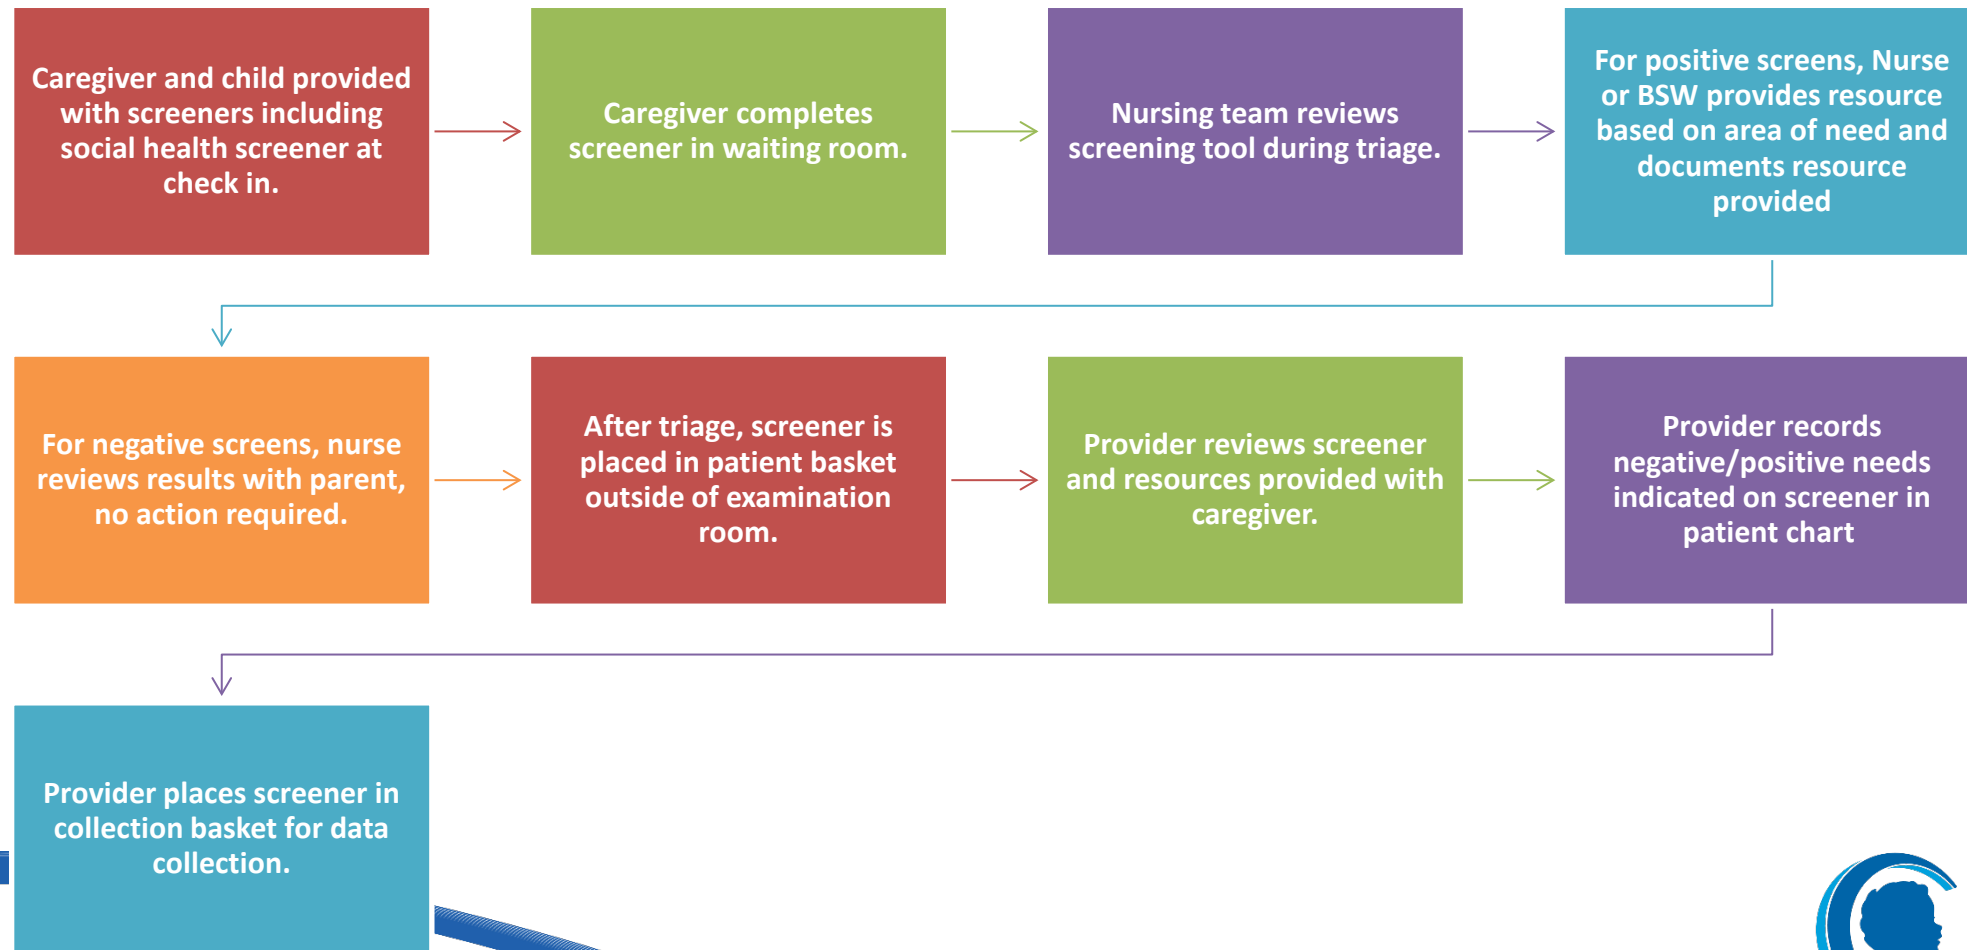 Caregiver and child provided
with screeners including
social health screener at
check in.
Caregiver completes
screener in waiting room.
Nursing team reviews
screening tool during triage.
For positive screens, Nurse
or BSW provides resource
based on area of need and
documents resource
provided
For negative screens, nurse
reviews results with parent,
no action required.
After triage, screener is
placed in patient basket
outside of examination
room.
Provider reviews screener
and resources provided with
caregiver.
Provider records
negative/positive needs
indicated on screener in
patient chart
Provider places screener in
collection basket for data
collection.